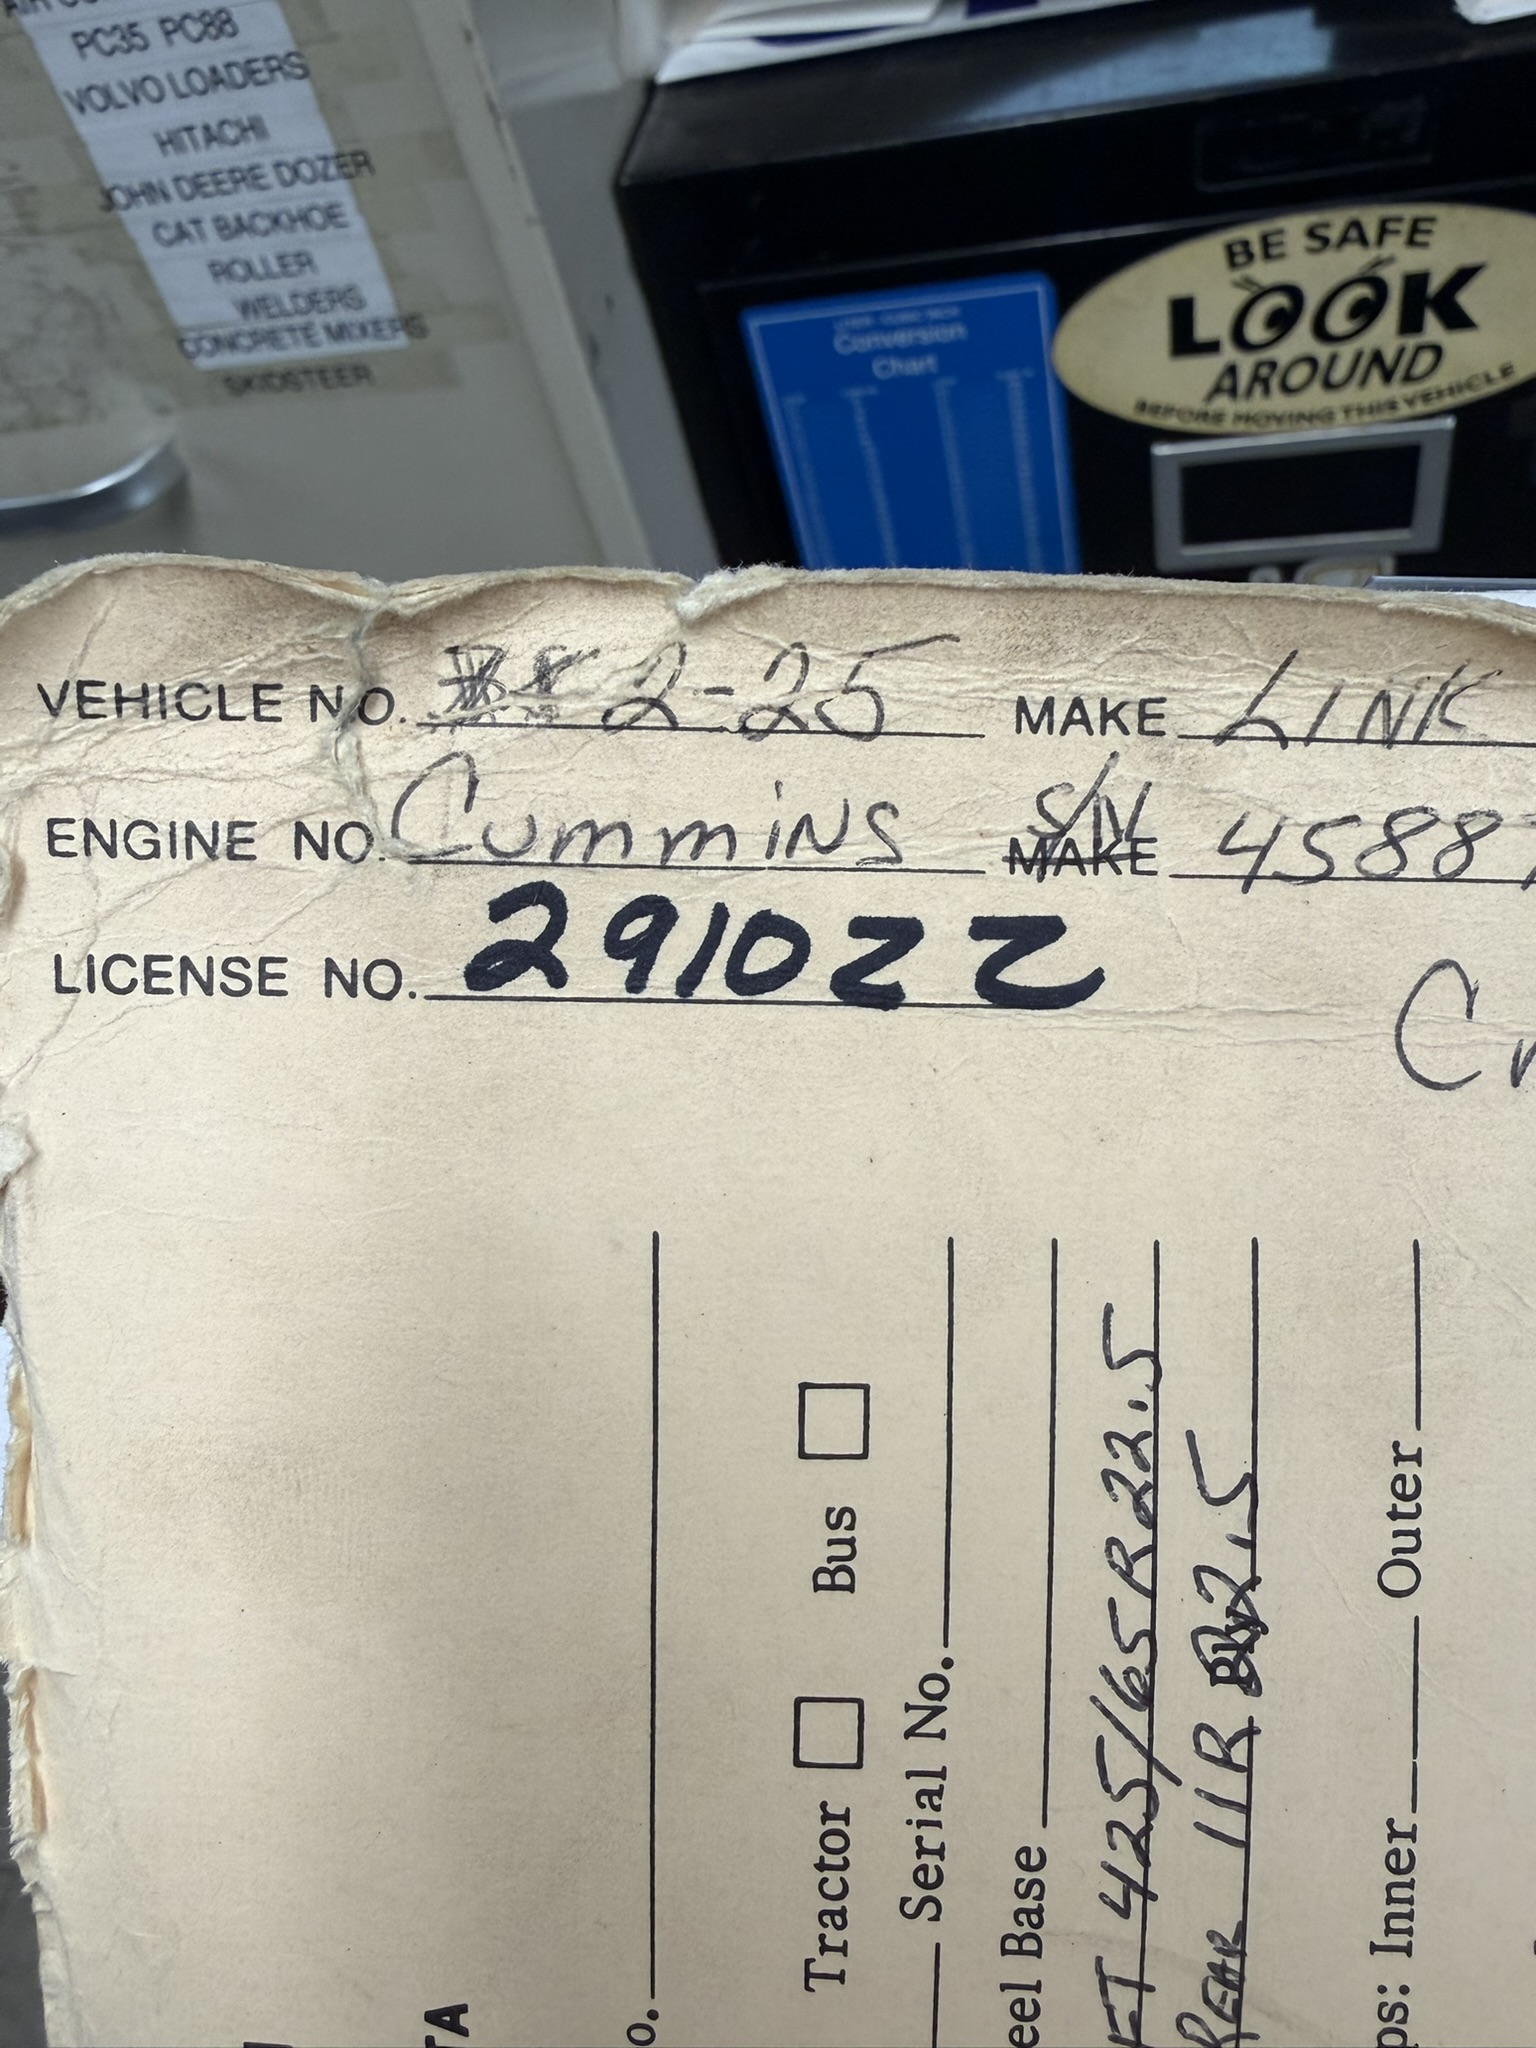 PC35 PC88
VOLVO LOADERS
HITACHI
JOHN DEERE DOZER
CAT BACKHOE
ROLLER
WELDERS
CONCRETE MIXERS
SKIDSTEER
Conversion
Chart
BE SAFE
LOOK
AROUND
BEFORE MOVING THIS VEHICLE
VEHICLE NO. 2-25 MAKE LINK
ENGINE NO. Cummins S/N MAKE 45887
LICENSE NO. 29102Z
Tractor Bus
Serial No.
eel Base
FT 425/65R22.5
REAR 11R 22.5
ps: Inner Outer